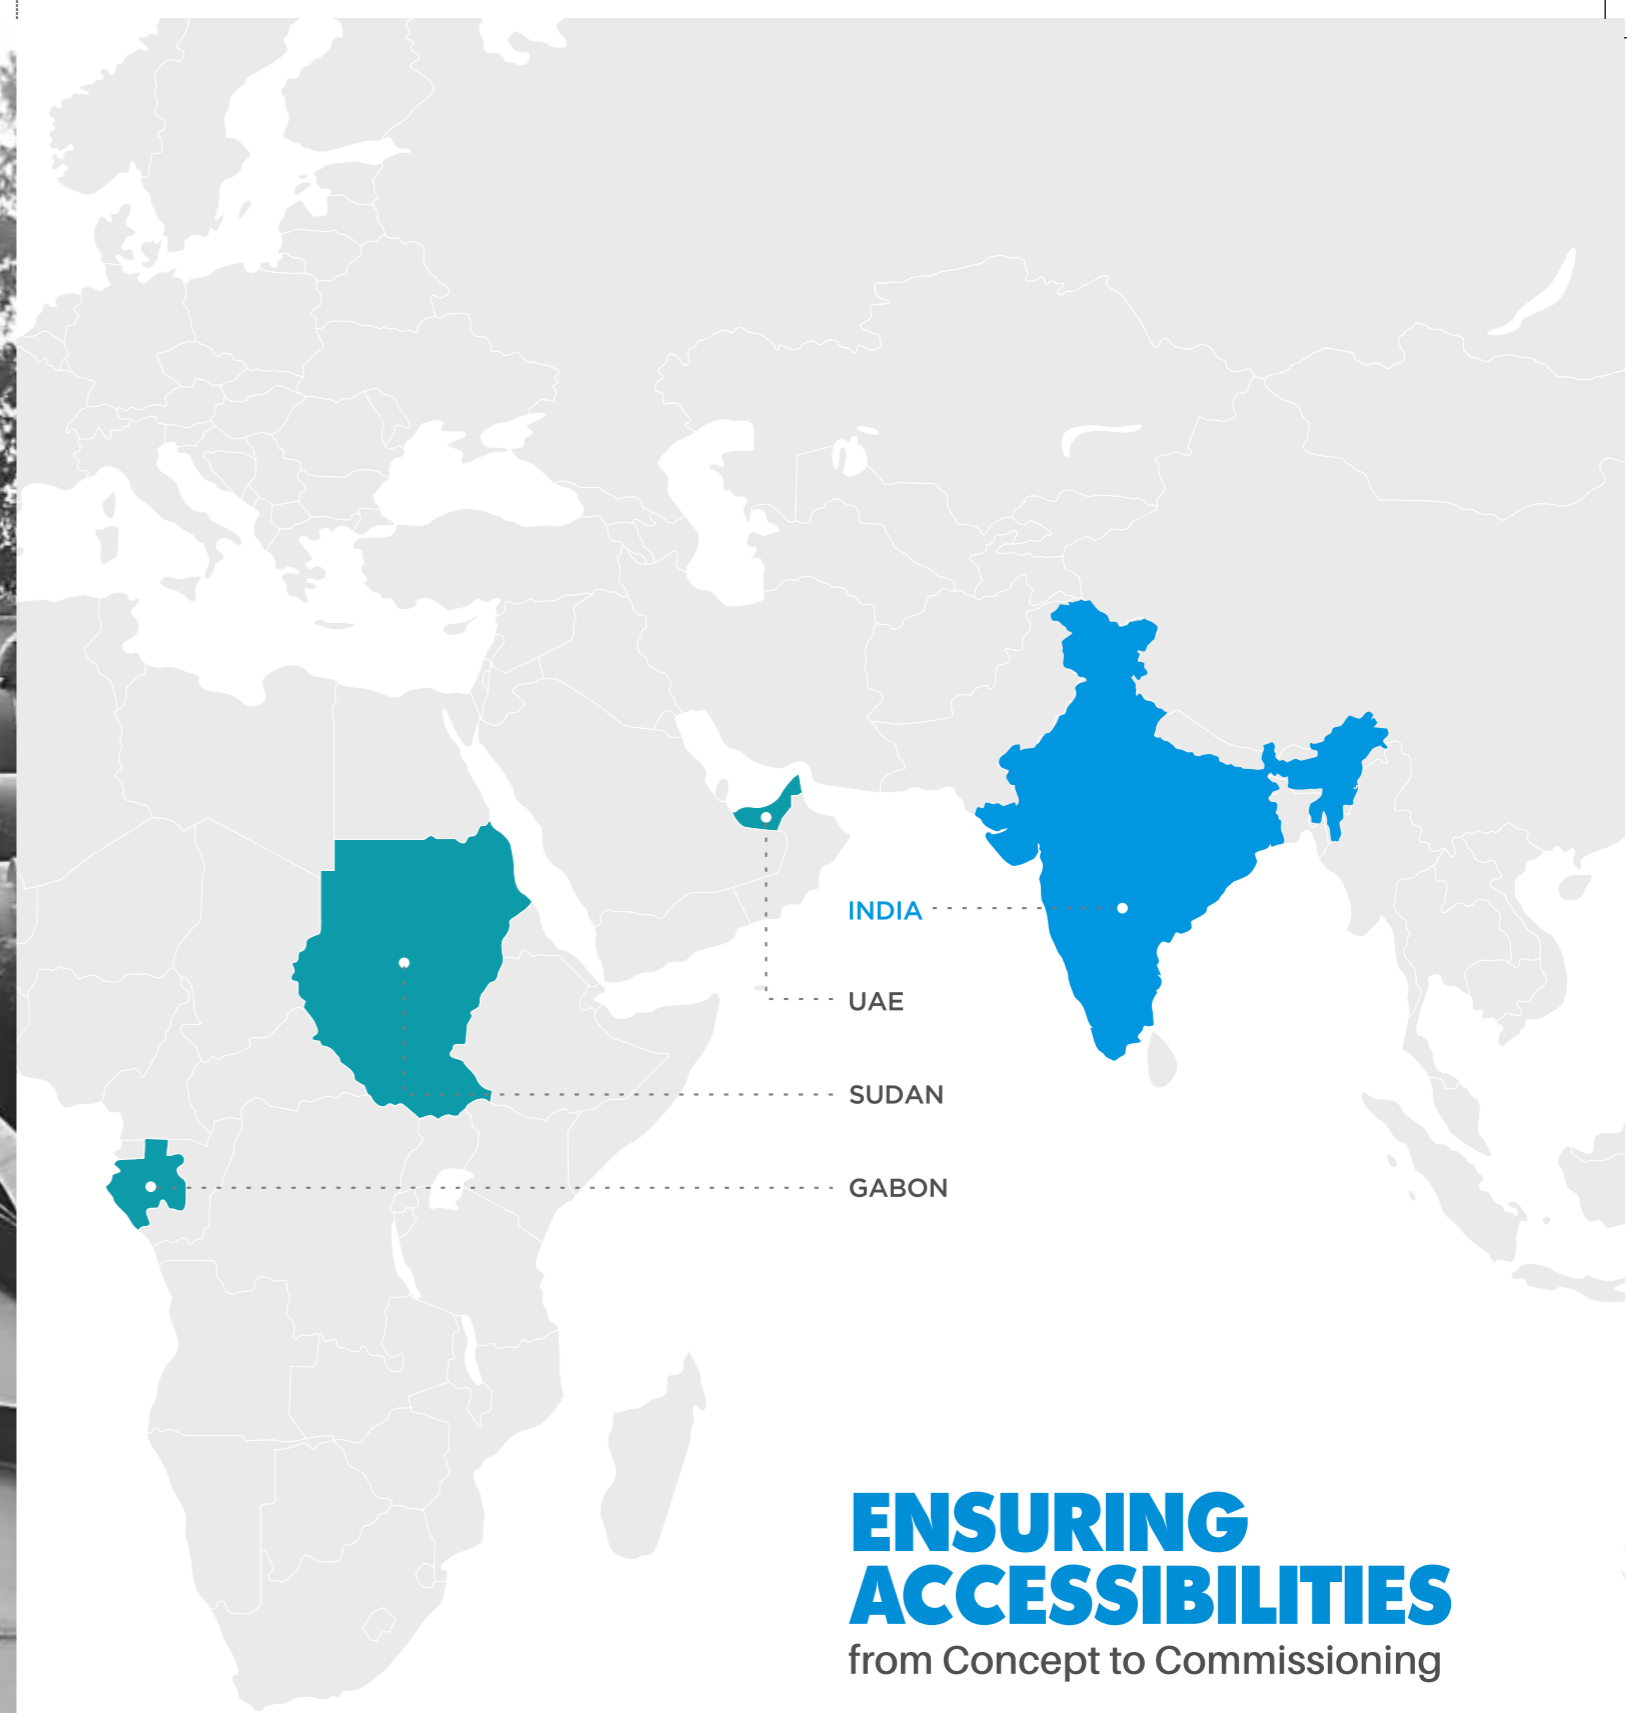 INDIA
UAE
SUDAN
GABON
ENSURING
ACCESSIBILITIES
from Concept to Commissioning